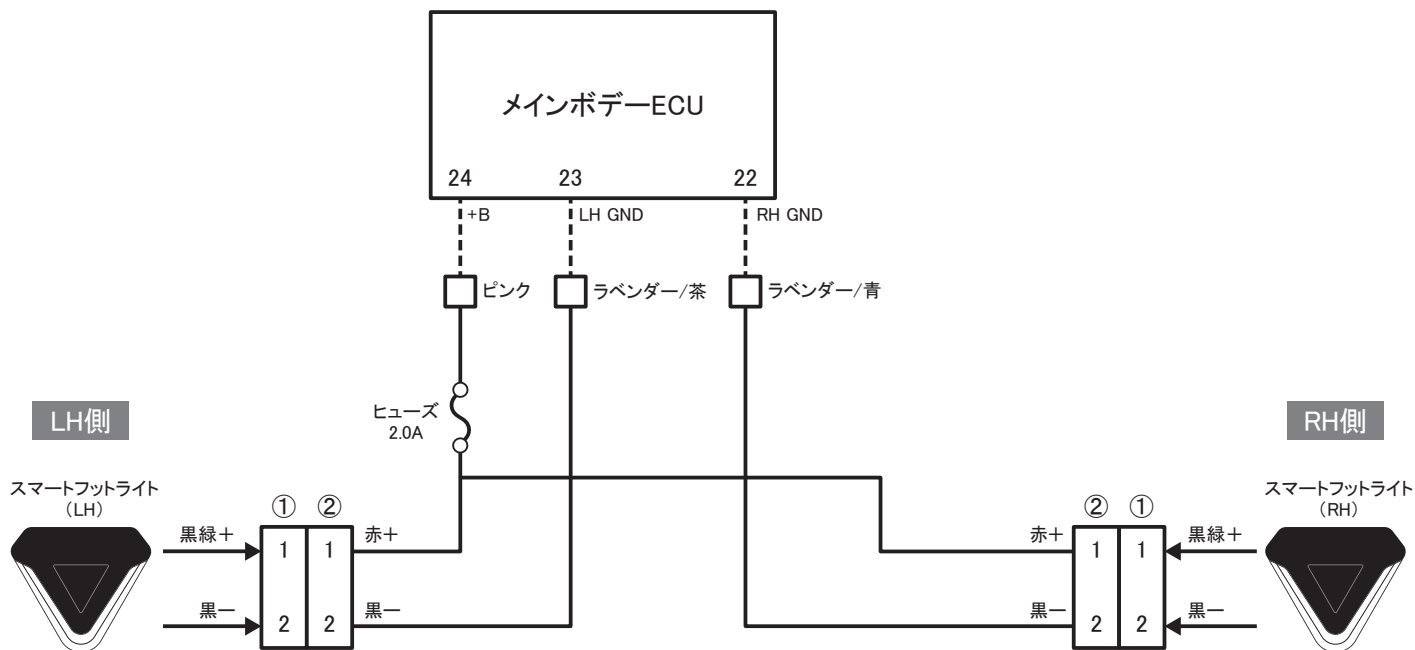 メインボデーECU
24 23 22
+B LH GND RH GND
ピンク ラベンダー/茶 ラベンダー/青
ヒューズ
2.0A
LH側
スマートフットライト
(LH)
① ②
黒緑+ 1 1 赤+
黒ー 2 2 黒ー
RH側
スマートフットライト
(RH)
② ①
赤+ 1 1 黒緑+
黒ー 2 2 黒ー